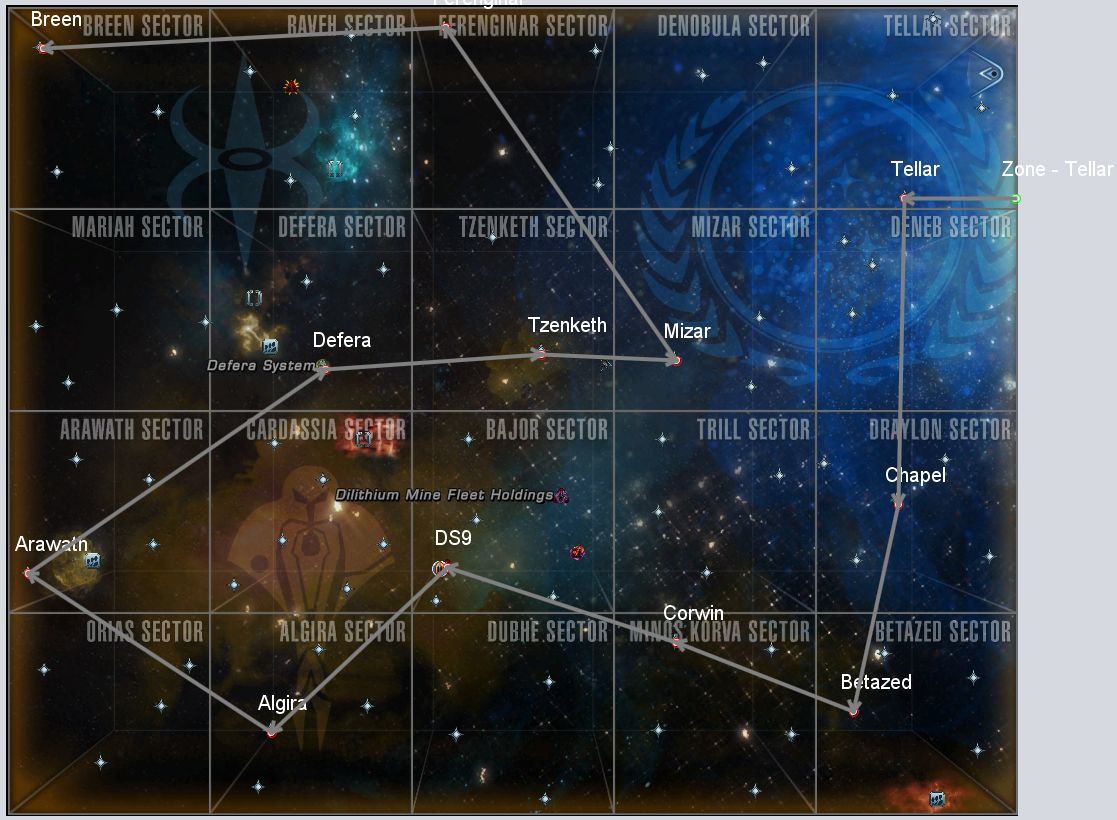 Ferenginar
Breen
BREEN SECTOR
RAVEH SECTOR
FERENGINAR SECTOR
DENOBULA SECTOR
TELLAR SECTOR
Tellar
Zone - Tellar
MARIAH SECTOR
DEFERA SECTOR
TZENKETH SECTOR
MIZAR SECTOR
DENEB SECTOR
Defera
Tzenketh
Mizar
Defera System
ARAWATH SECTOR
CARDASSIA SECTOR
BAJOR SECTOR
TRILL SECTOR
DRAYLON SECTOR
Chapel
Dilithium Mine Fleet Holdings
Arawath
DS9
Corwin
ORIAS SECTOR
ALGIRA SECTOR
DUBHE SECTOR
MINOS KORVA SECTOR
BETAZED SECTOR
Betazed
Algira